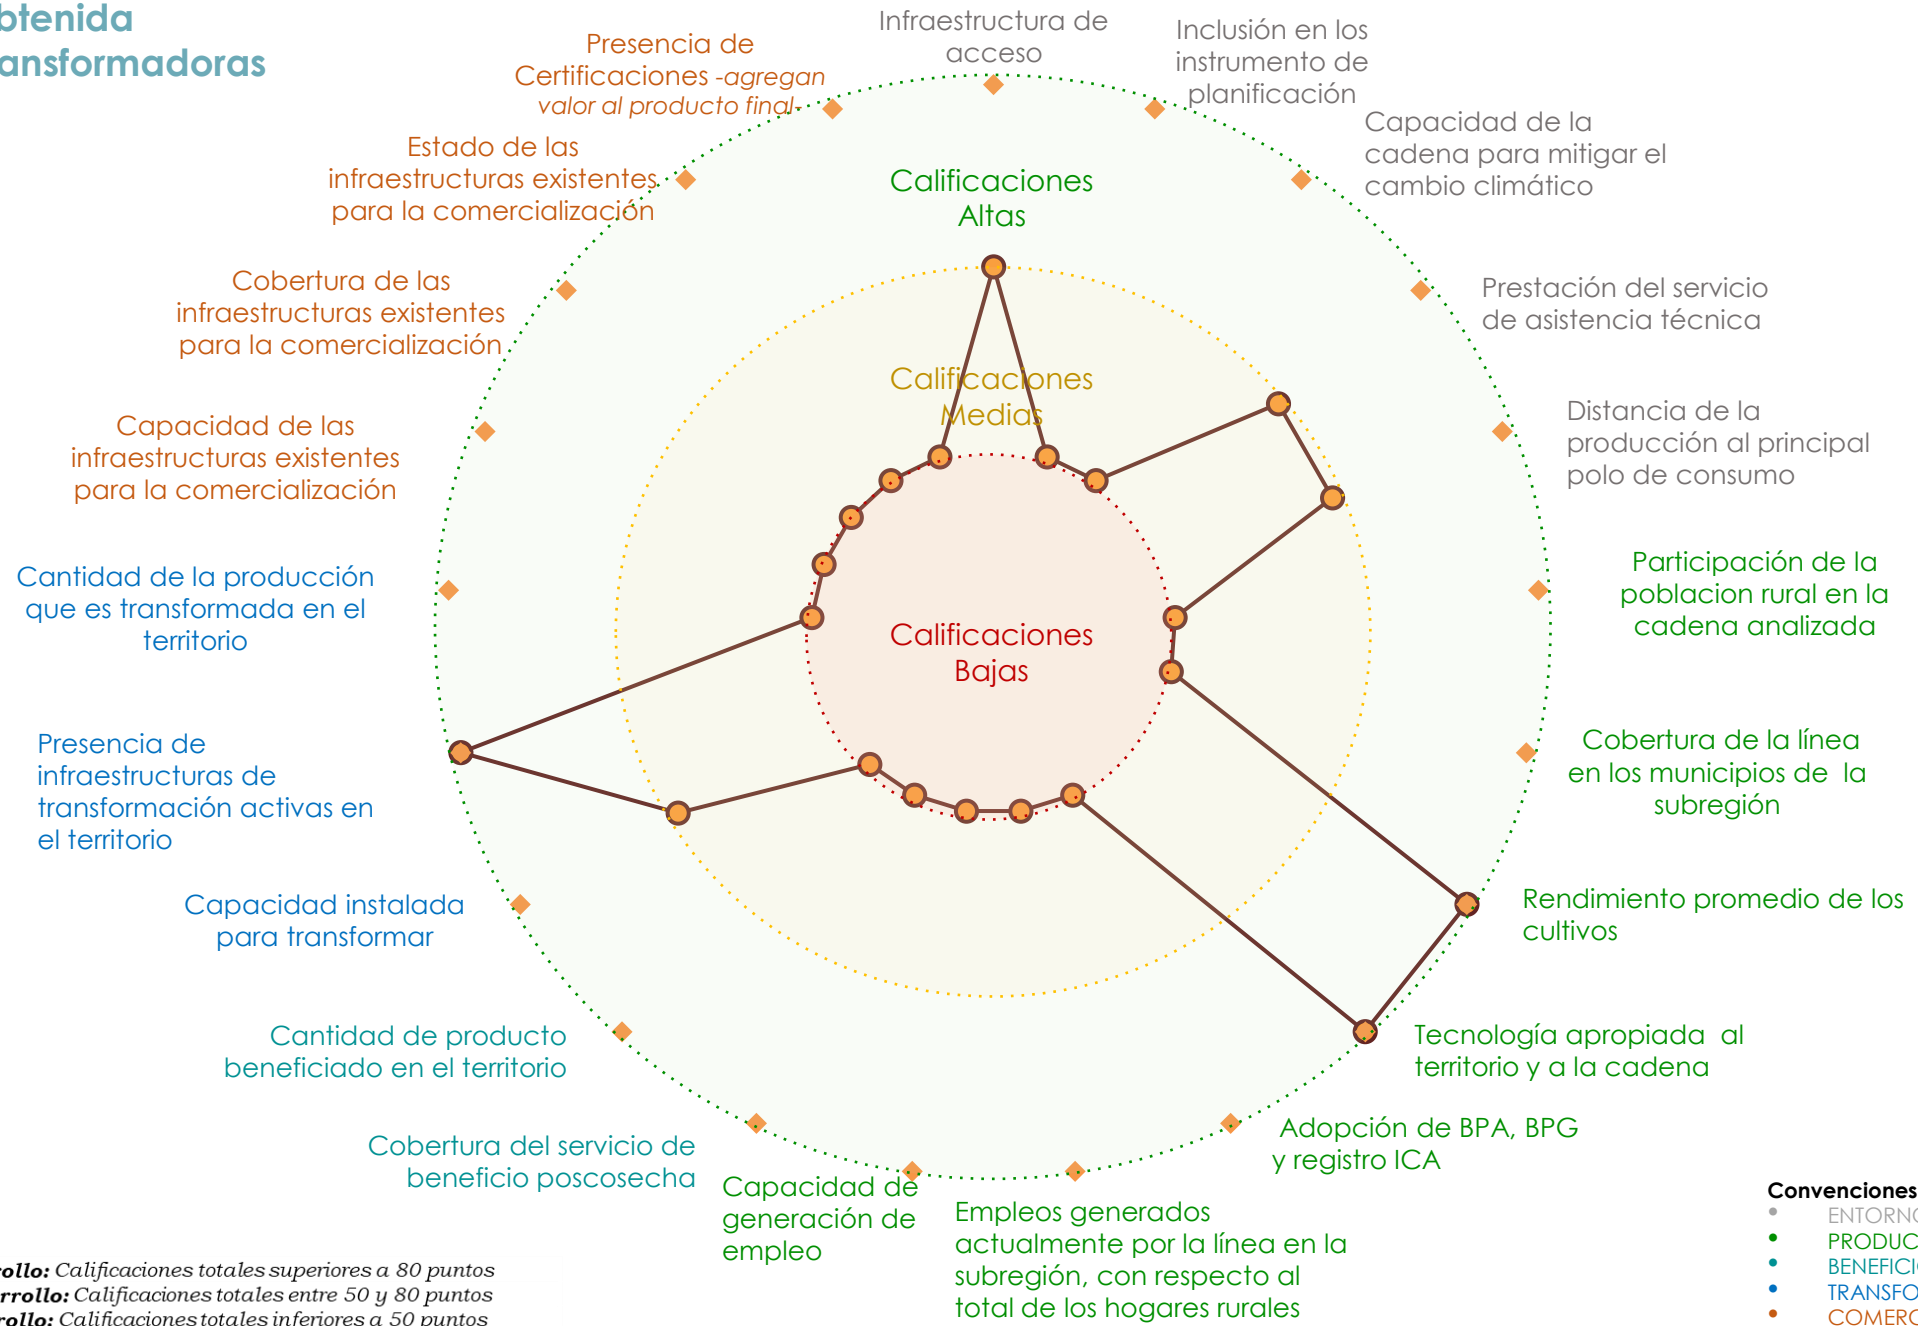 btenida
ansformadoras
Infraestructura de
acceso
Inclusión en los
instrumento de
planificación
Capacidad de la
cadena para mitigar el
cambio climático
Prestación del servicio
de asistencia técnica
Distancia de la
producción al principal
polo de consumo
Participación de la
poblacion rural en la
cadena analizada
Cobertura de la línea
en los municipios de la
subregión
Rendimiento promedio de los
cultivos
Tecnología apropiada al
territorio y a la cadena
Adopción de BPA, BPG
y registro ICA
Empleos generados
actualmente por la línea en la
subregión, con respecto al
total de los hogares rurales
Capacidad de
generación de
empleo
Cobertura del servicio de
beneficio poscosecha
Cantidad de producto
beneficiado en el territorio
Capacidad instalada
para transformar
Presencia de
infraestructuras de
transformación activas en
el territorio
Cantidad de la producción
que es transformada en el
territorio
Capacidad de las
infraestructuras existentes
para la comercialización
Cobertura de las
infraestructuras existentes
para la comercialización
Estado de las
infraestructuras existentes
para la comercialización
Presencia de
Certificaciones -agregan
valor al producto final-
Calificaciones
Altas
Calificaciones
Medias
Calificaciones
Bajas
rollo: Calificaciones totales superiores a 80 puntos
rrollo: Calificaciones totales entre 50 y 80 puntos
rollo: Calificaciones totales inferiores a 50 puntos
Convenciones
• ENTORNO
• PRODUC
• BENEFICI
• TRANSFO
• COMERC